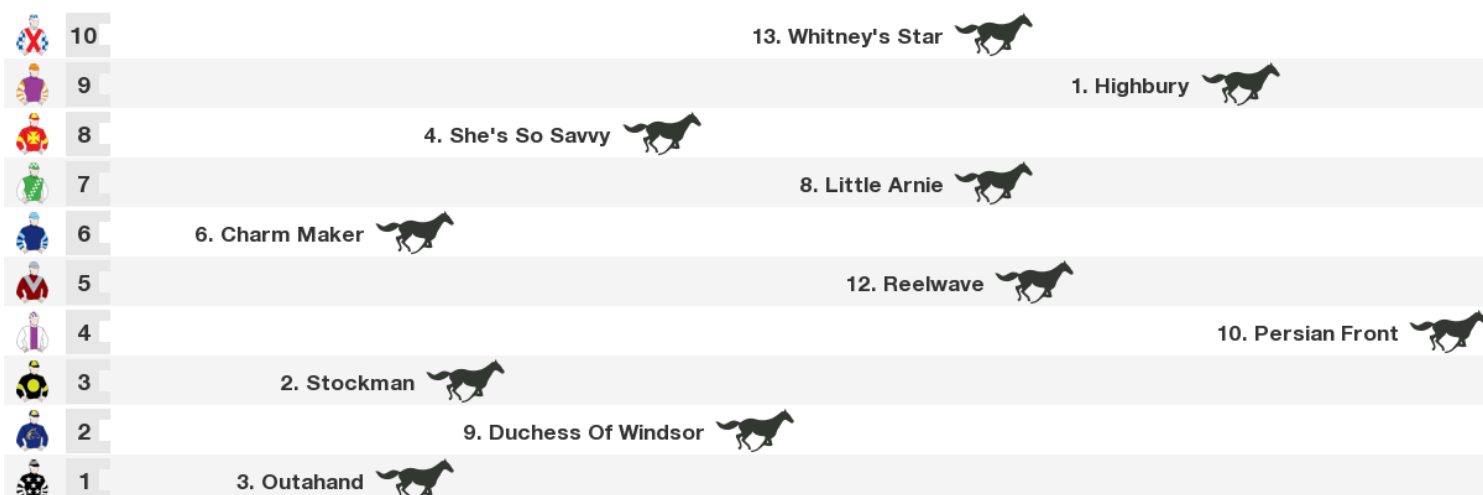 10 13. Whitney's Star
9 1. Highbury
8 4. She's So Savvy
7 8. Little Arnie
6 6. Charm Maker
5 12. Reelwave
4 10. Persian Front
3 2. Stockman
2 9. Duchess Of Windsor
1 3. Outahand